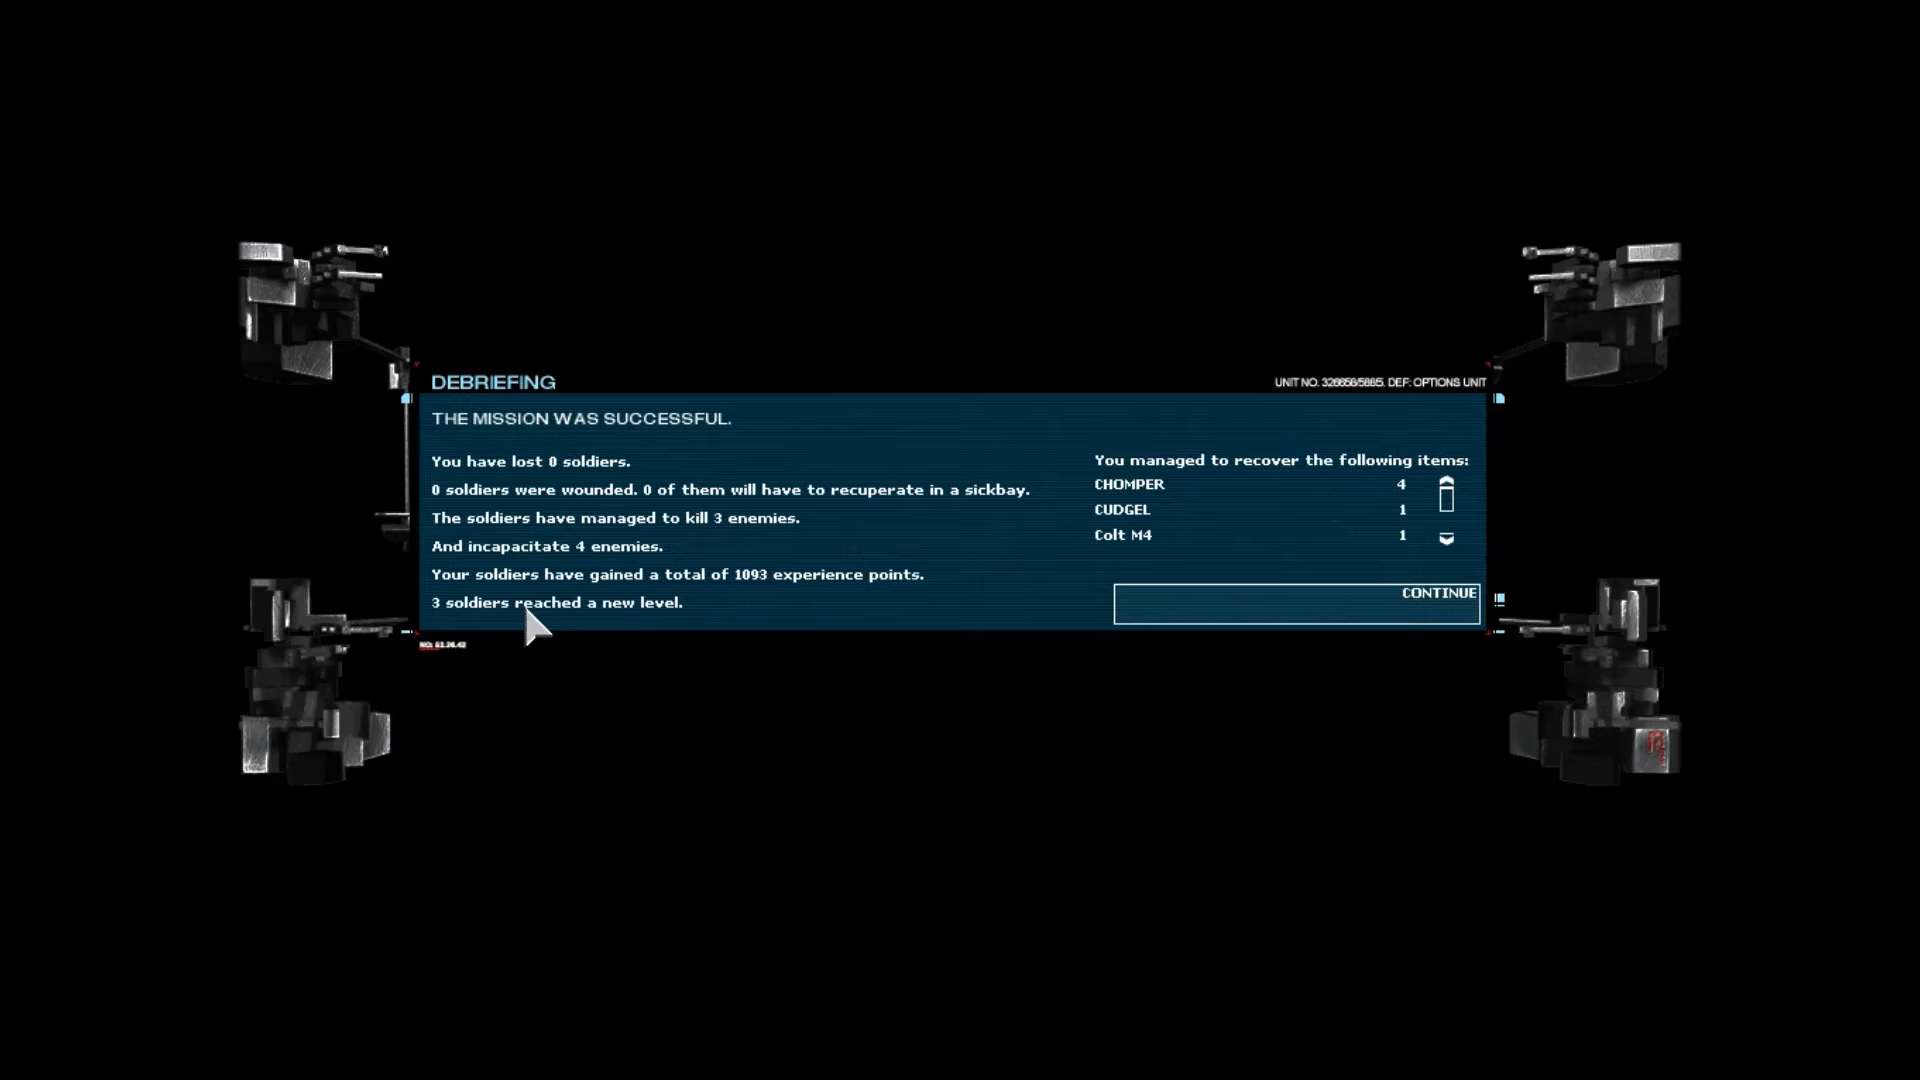 DEBRIEFING
UNIT NO. 326658/5885. DEF: OPTIONS UNIT
THE MISSION WAS SUCCESSFUL.
You have lost 0 soldiers.
0 soldiers were wounded. 0 of them will have to recuperate in a sickbay.
The soldiers have managed to kill 3 enemies.
And incapacitate 4 enemies.
Your soldiers have gained a total of 1093 experience points.
3 soldiers reached a new level.
You managed to recover the following items:
CHOMPER 4
CUDGEL 1
Colt M4 1
CONTINUE